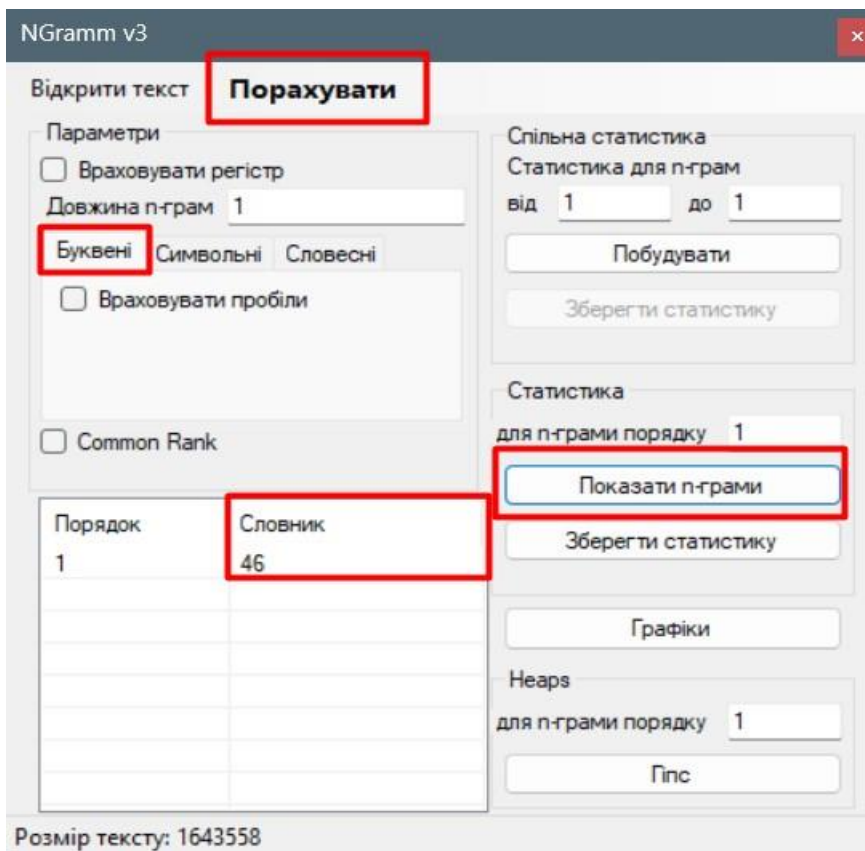 NGramm v3
×
Відкрити текст Порахувати
Параметри
Враховувати регістр
Довжина n-грам 1
Буквені Символьні Словесні
Враховувати пробіли
Common Rank
Порядок Словник
1 46
Спільна статистика
Статистика для n-грам
від 1 до 1
Побудувати
Зберегти статистику
Статистика
для n-грами порядку 1
Показати n-грами
Зберегти статистику
Графіки
Heaps
для n-грами порядку 1
Гіпс
Розмір тексту: 1643558